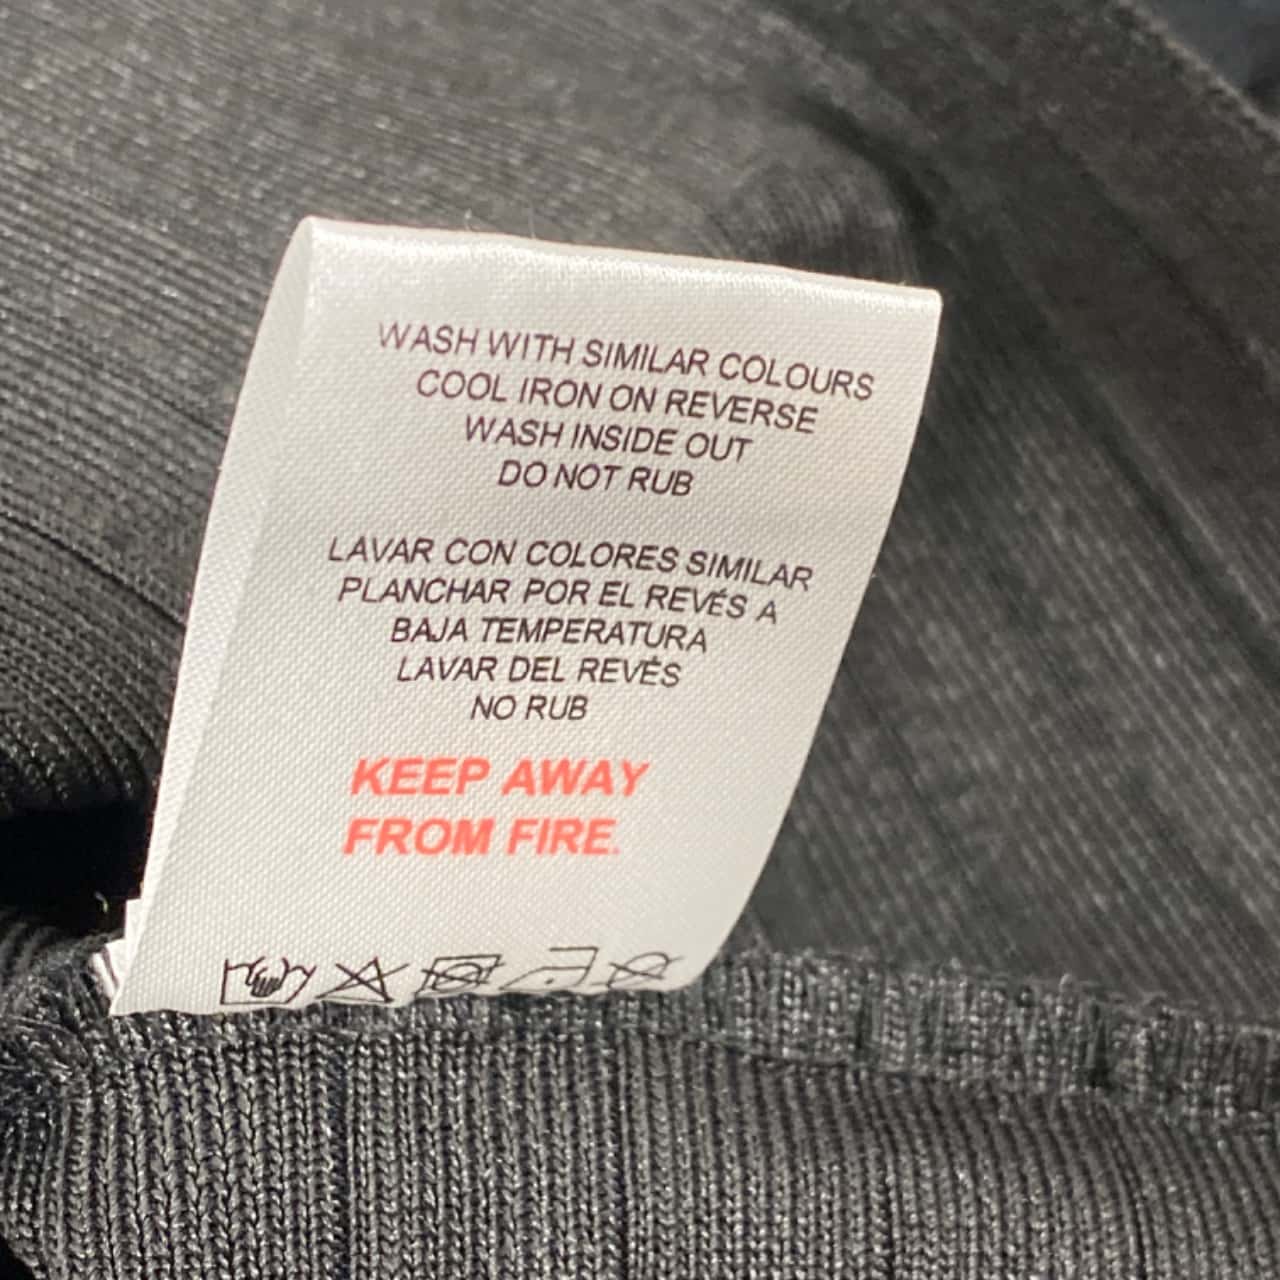 WASH WITH SIMILAR COLOURS
COOL IRON ON REVERSE
WASH INSIDE OUT
DO NOT RUB
LAVAR CON COLORES SIMILAR
PLANCHAR POR EL REVÉS A
BAJA TEMPERATURA
LAVAR DEL REVÉS
NO RUB
KEEP AWAY
FROM FIRE.